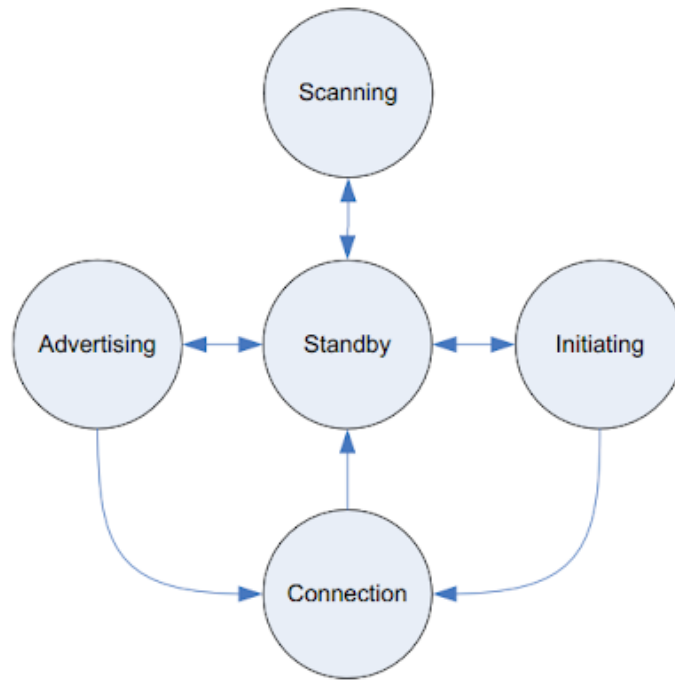 Scanning
Advertising
Standby
Initiating
Connection